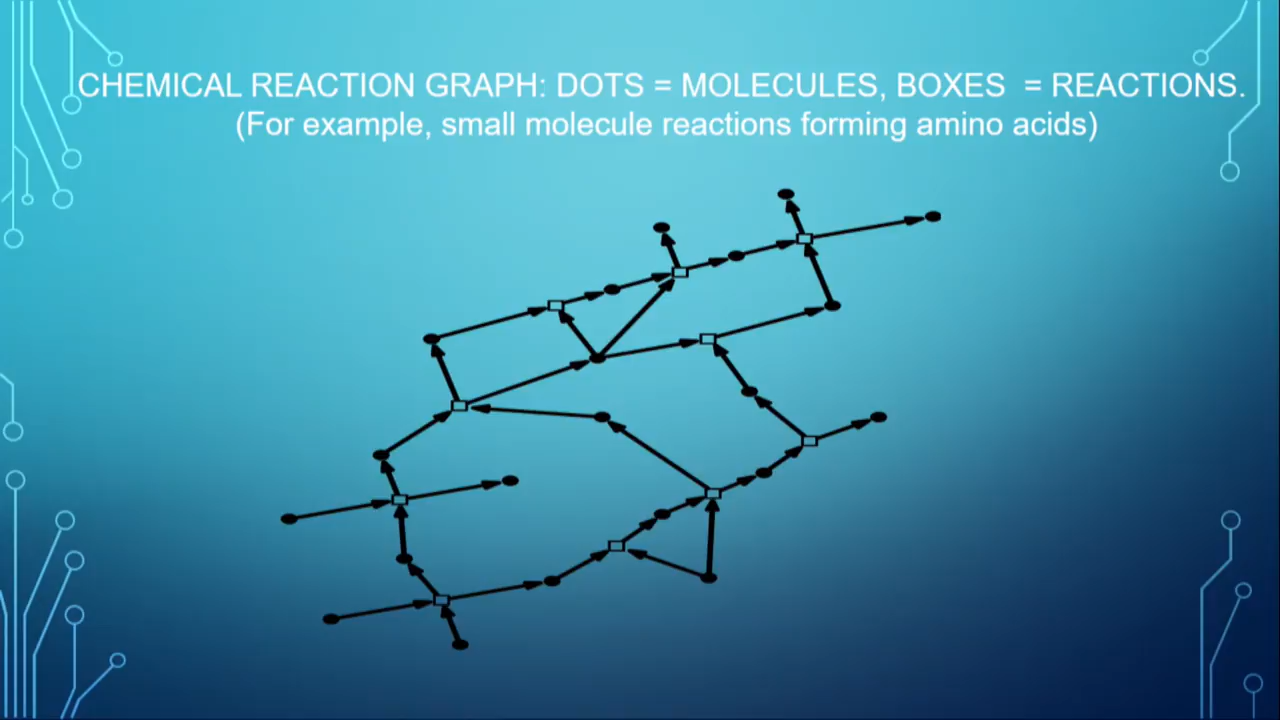 CHEMICAL REACTION GRAPH: DOTS = MOLECULES, BOXES = REACTIONS.
(For example, small molecule reactions forming amino acids)